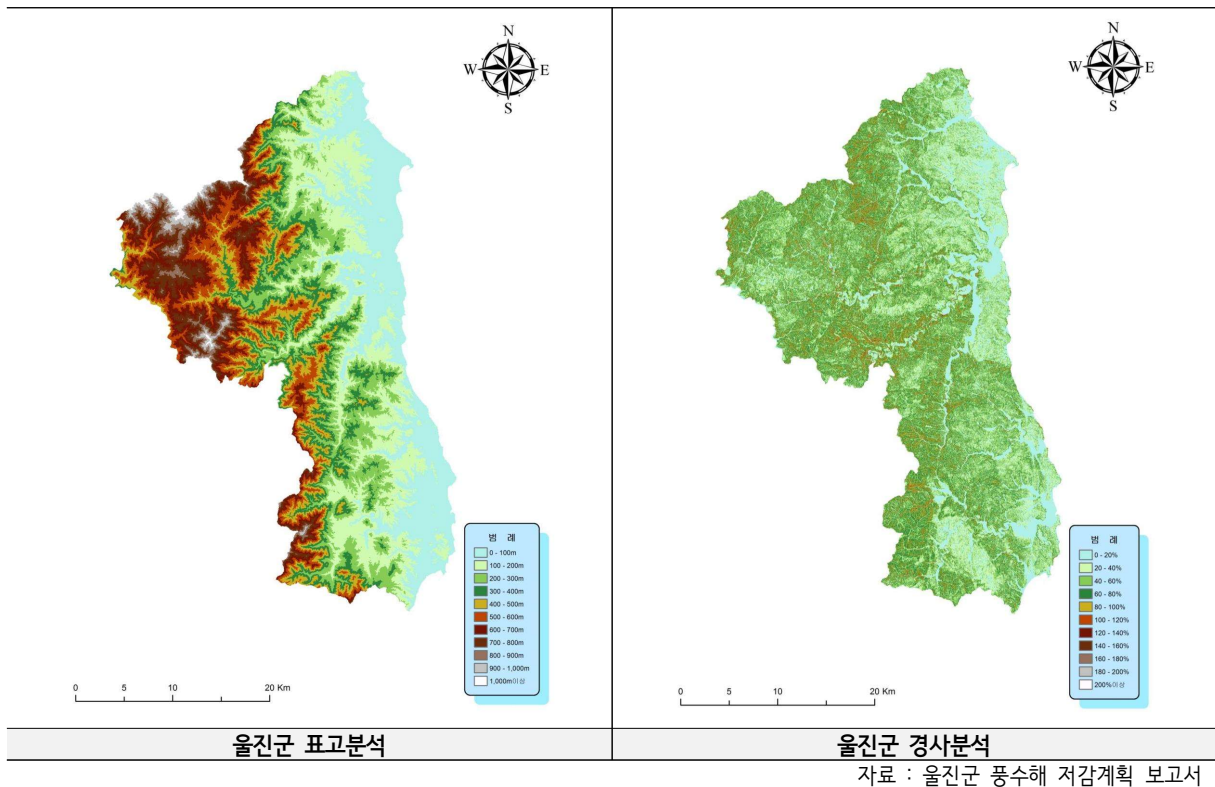 N
W E
S
범 례
0 - 100m
100 - 200m
200 - 300m
300 - 400m
400 - 500m
500 - 600m
600 - 700m
700 - 800m
800 - 900m
900 - 1,000m
1,000m이상
0 5 10 20 Km
울진군 표고분석
N
W E
S
범 례
0 - 20%
20 - 40%
40 - 60%
60 - 80%
80 - 100%
100 - 120%
120 - 140%
140 - 160%
160 - 180%
180 - 200%
200%이상
0 5 10 20 Km
울진군 경사분석
자료 : 울진군 풍수해 저감계획 보고서